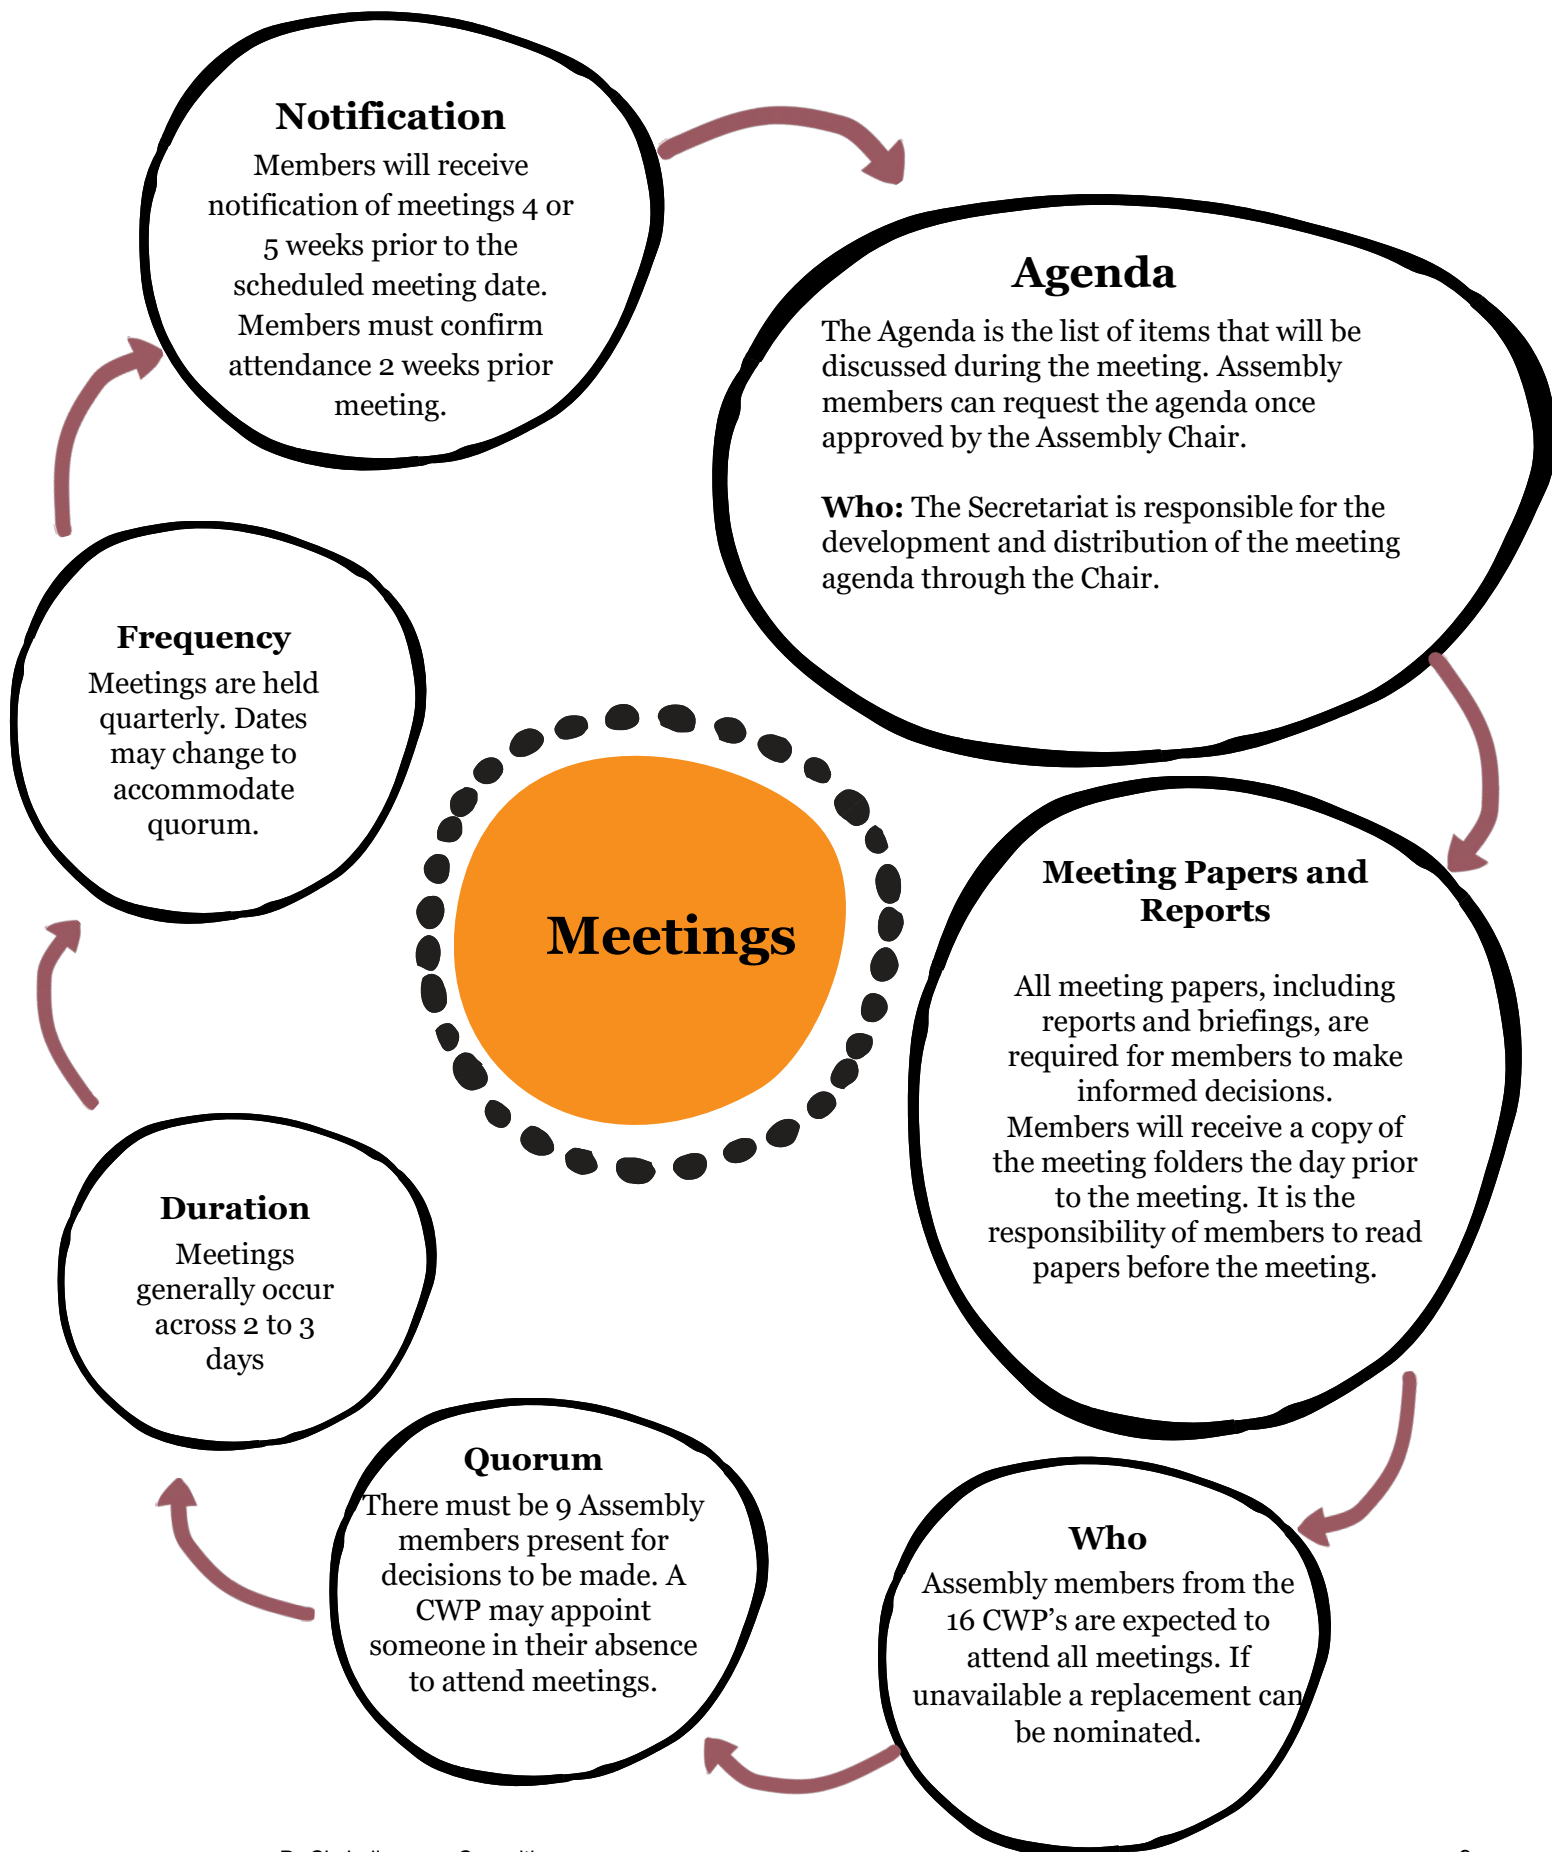 Notification
Members will receive
notification of meetings 4 or
5 weeks prior to the
scheduled meeting date.
Members must confirm
attendance 2 weeks prior
meeting.
Agenda
The Agenda is the list of items that will be
discussed during the meeting. Assembly
members can request the agenda once
approved by the Assembly Chair.
Who: The Secretariat is responsible for the
development and distribution of the meeting
agenda through the Chair.
Meeting Papers and
Reports
All meeting papers, including
reports and briefings, are
required for members to make
informed decisions.
Members will receive a copy of
the meeting folders the day prior
to the meeting. It is the
responsibility of members to read
papers before the meeting.
Who
Assembly members from the
16 CWP’s are expected to
attend all meetings. If
unavailable a replacement can
be nominated.
Quorum
There must be 9 Assembly
members present for
decisions to be made. A
CWP may appoint
someone in their absence
to attend meetings.
Duration
Meetings
generally occur
across 2 to 3
days
Frequency
Meetings are held
quarterly. Dates
may change to
accommodate
quorum.
Meetings